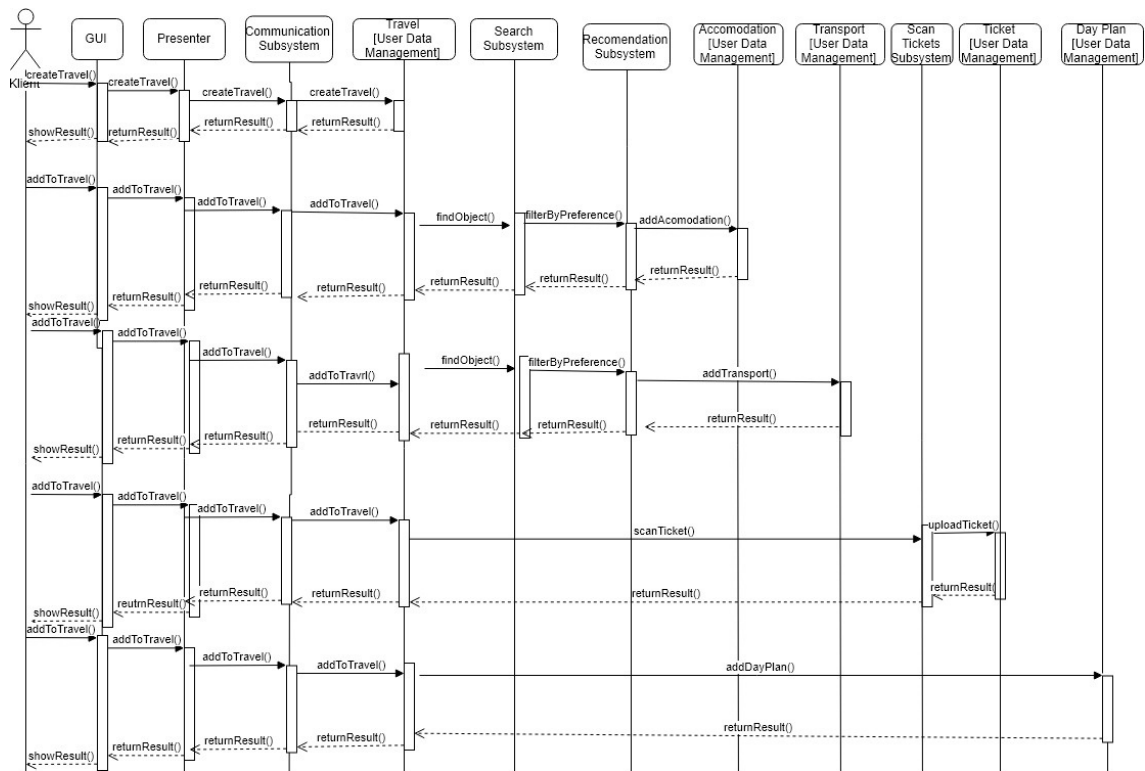 GUI
Presenter
Communication
Subsystem
Travel
[User Data
Management]
Search
Subsystem
Recomendation
Subsystem
Accomodation
[User Data
Management]
Transport
[User Data
Management]
Scan
Tickets
Subsystem
Ticket
[User Data
Management]
Day Plan
[User Data
Management]
Klient
createTravel()
createTravel()
createTravel()
createTravel()
returnResult()
returnResult()
returnResult()
showResult()
addToTravel()
addToTravel()
addToTravel()
addToTravel()
findObject()
filterByPreference()
addAcomodation()
returnResult()
returnResult()
returnResult()
returnResult()
returnResult()
returnResult()
showResult()
addToTravel()
addToTravel()
addToTravel()
addToTravrl()
findObject()
filterByPreference()
addTransport()
returnResult()
returnResult()
returnResult()
returnResult()
returnResult()
returnResult()
showResult()
addToTravel()
addToTravel()
addToTravel()
addToTravel()
scanTicket()
uploadTicket()
returnResult(
returnResult()
returnResult()
returnResult()
reutrnResult()
showResult()
addToTravel()
addToTravel()
addToTravel()
addToTravel()
addDayPlan()
returnResult()
returnResult()
returnResult()
returnResult()
showResult()